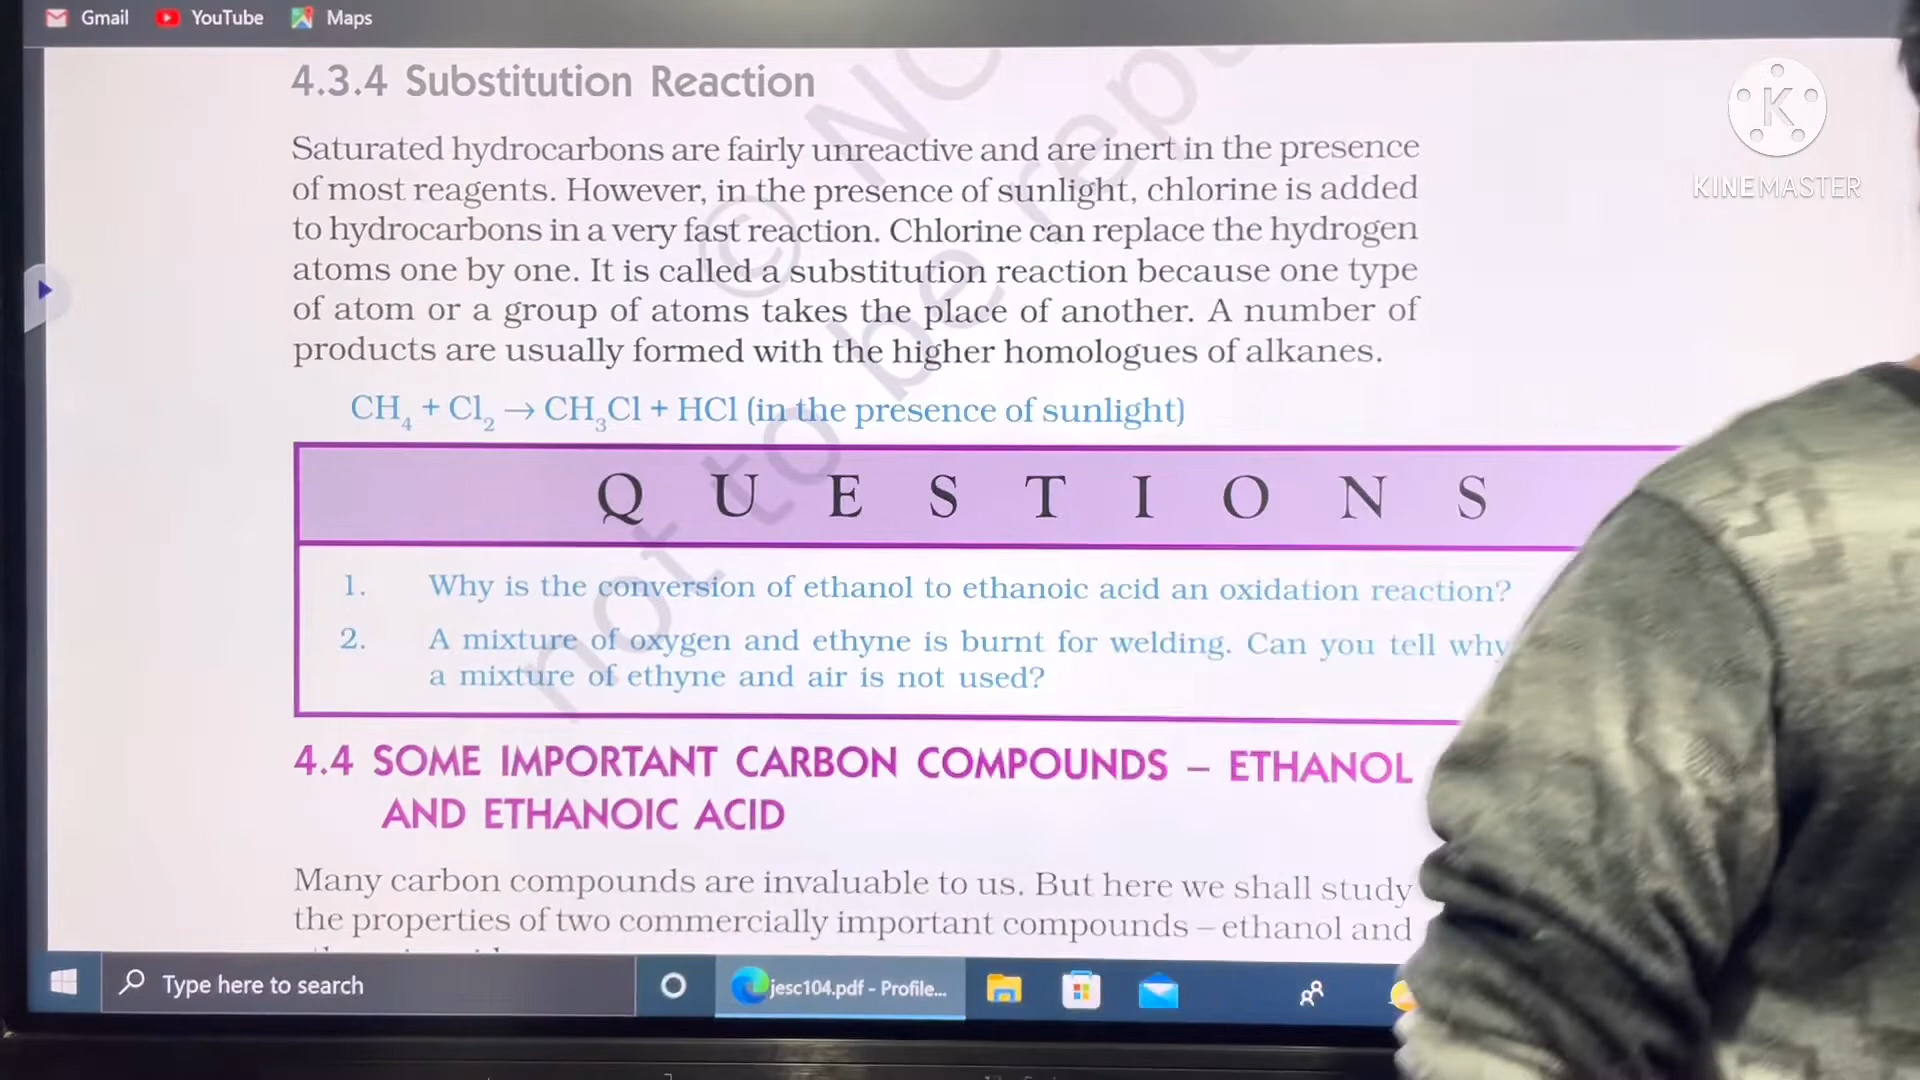 Gmail YouTube Maps
4.3.4 Substitution Reaction
KINEMASTER
Saturated hydrocarbons are fairly unreactive and are inert in the presence
of most reagents. However, in the presence of sunlight, chlorine is added
to hydrocarbons in a very fast reaction. Chlorine can replace the hydrogen
atoms one by one. It is called a substitution reaction because one type
of atom or a group of atoms takes the place of another. A number of
products are usually formed with the higher homologues of alkanes.
CH₄ + Cl₂ → CH₃Cl + HCl (in the presence of sunlight)
QUESTIONS
1. Why is the conversion of ethanol to ethanoic acid an oxidation reaction?
2. A mixture of oxygen and ethyne is burnt for welding. Can you tell why
a mixture of ethyne and air is not used?
4.4 SOME IMPORTANT CARBON COMPOUNDS – ETHANOL
AND ETHANOIC ACID
Many carbon compounds are invaluable to us. But here we shall study
the properties of two commercially important compounds – ethanol and
Type here to search
jesc104.pdf - Profile...
© NC
not to be repu